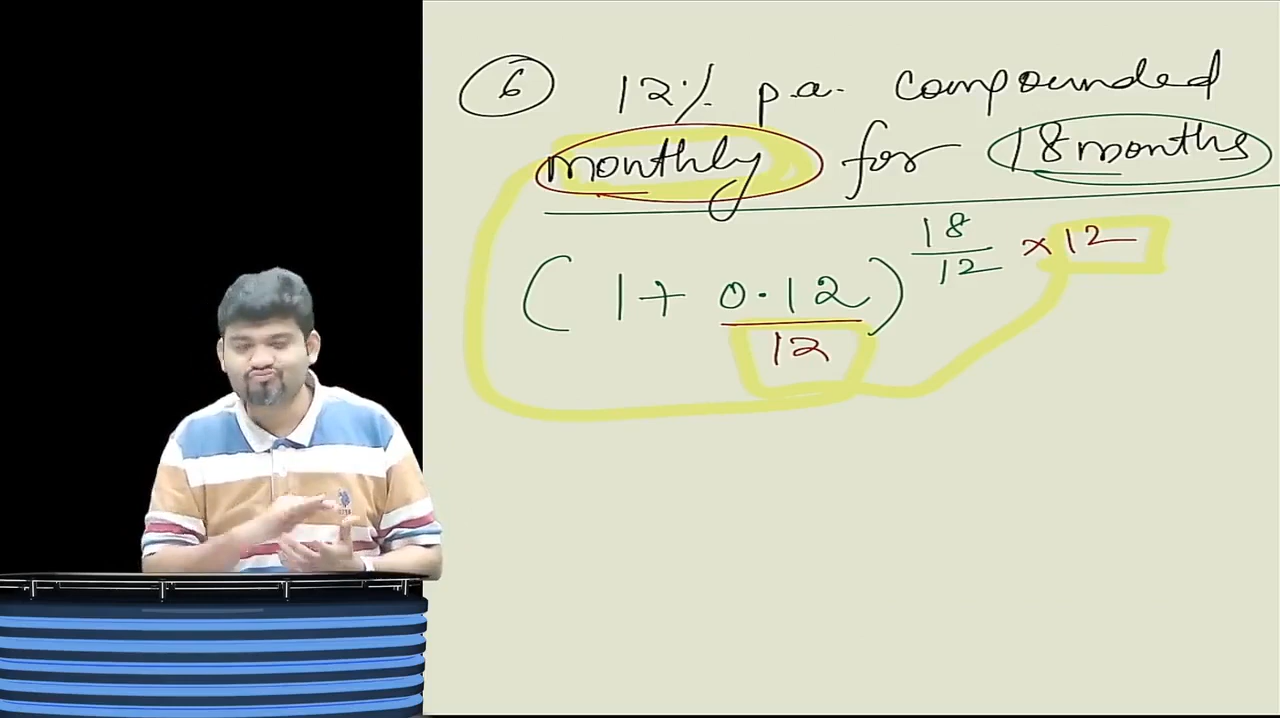 6 12% p.a. compounded
monthly for 18 months
(1 + 0.12/12)^18/12 × 12